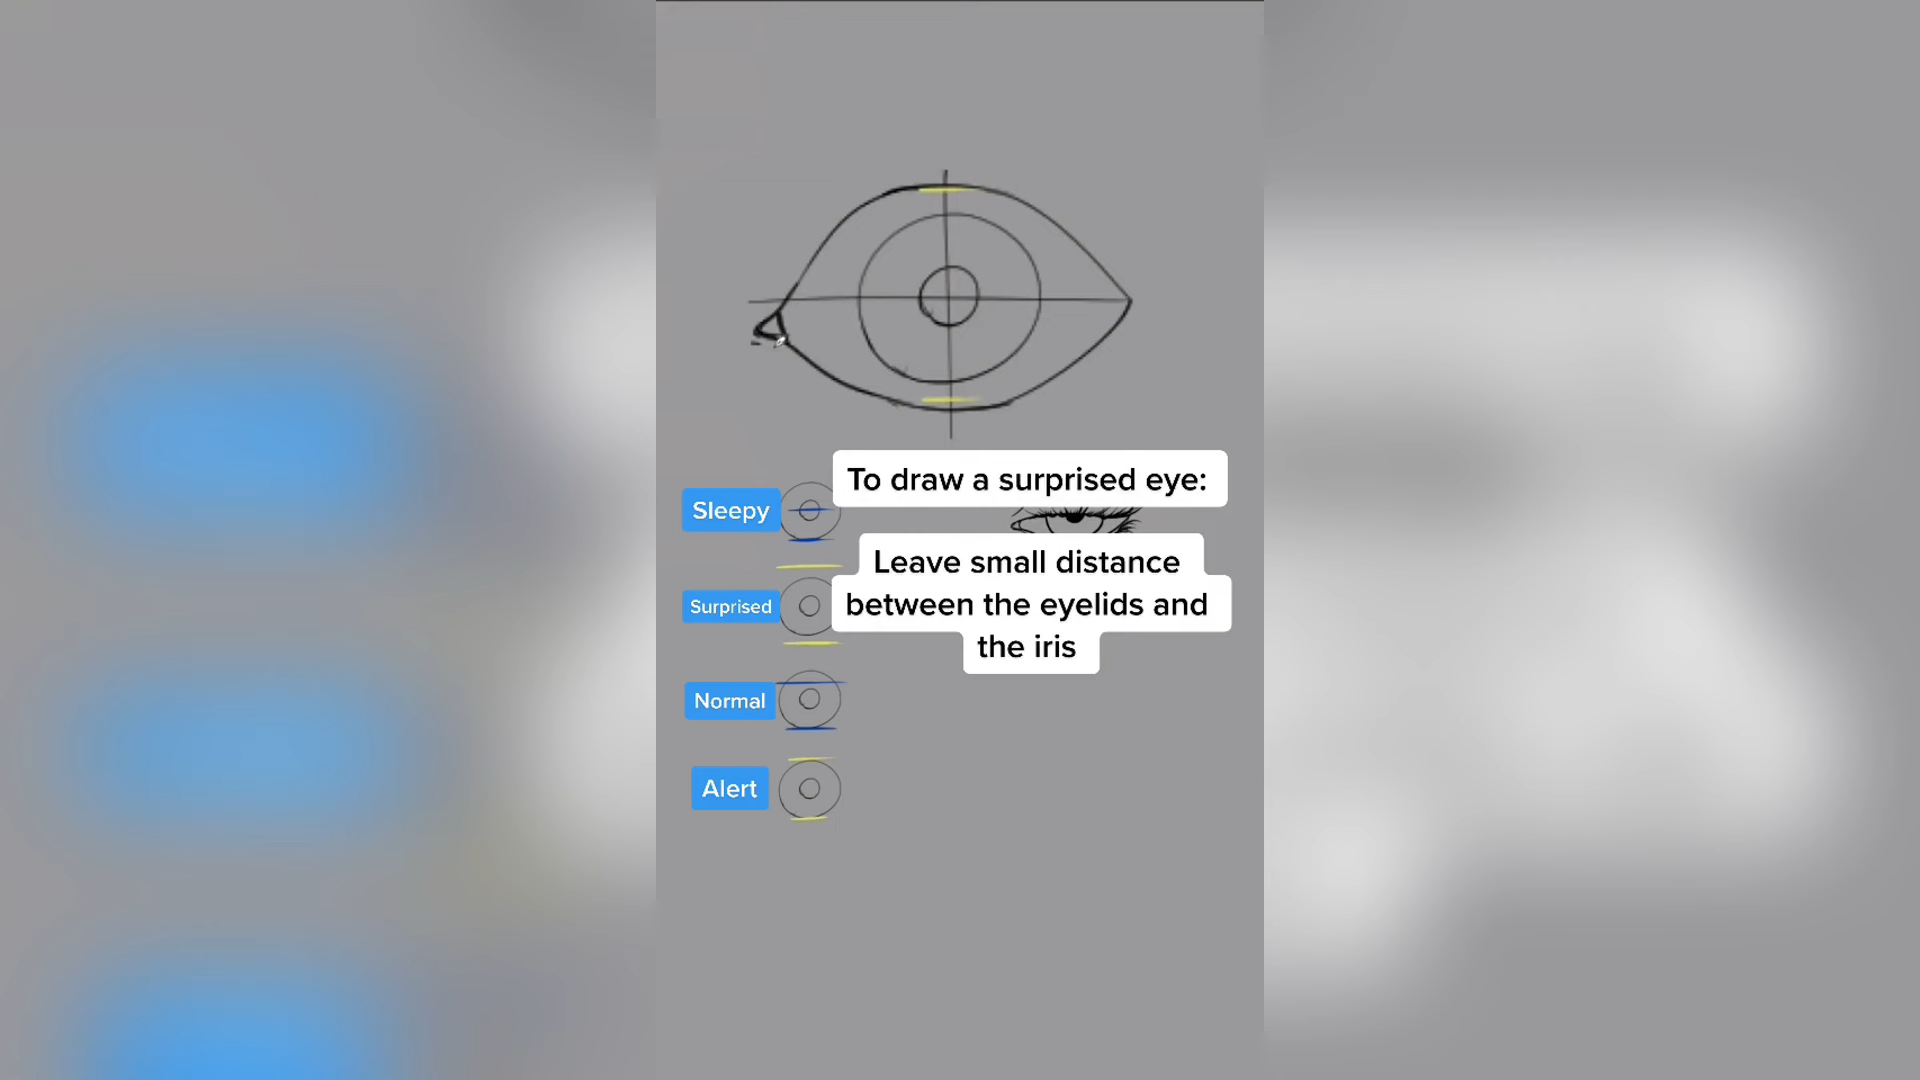 To draw a surprised eye:
Sleepy
Leave small distance
between the eyelids and
the iris
Surprised
Normal
Alert